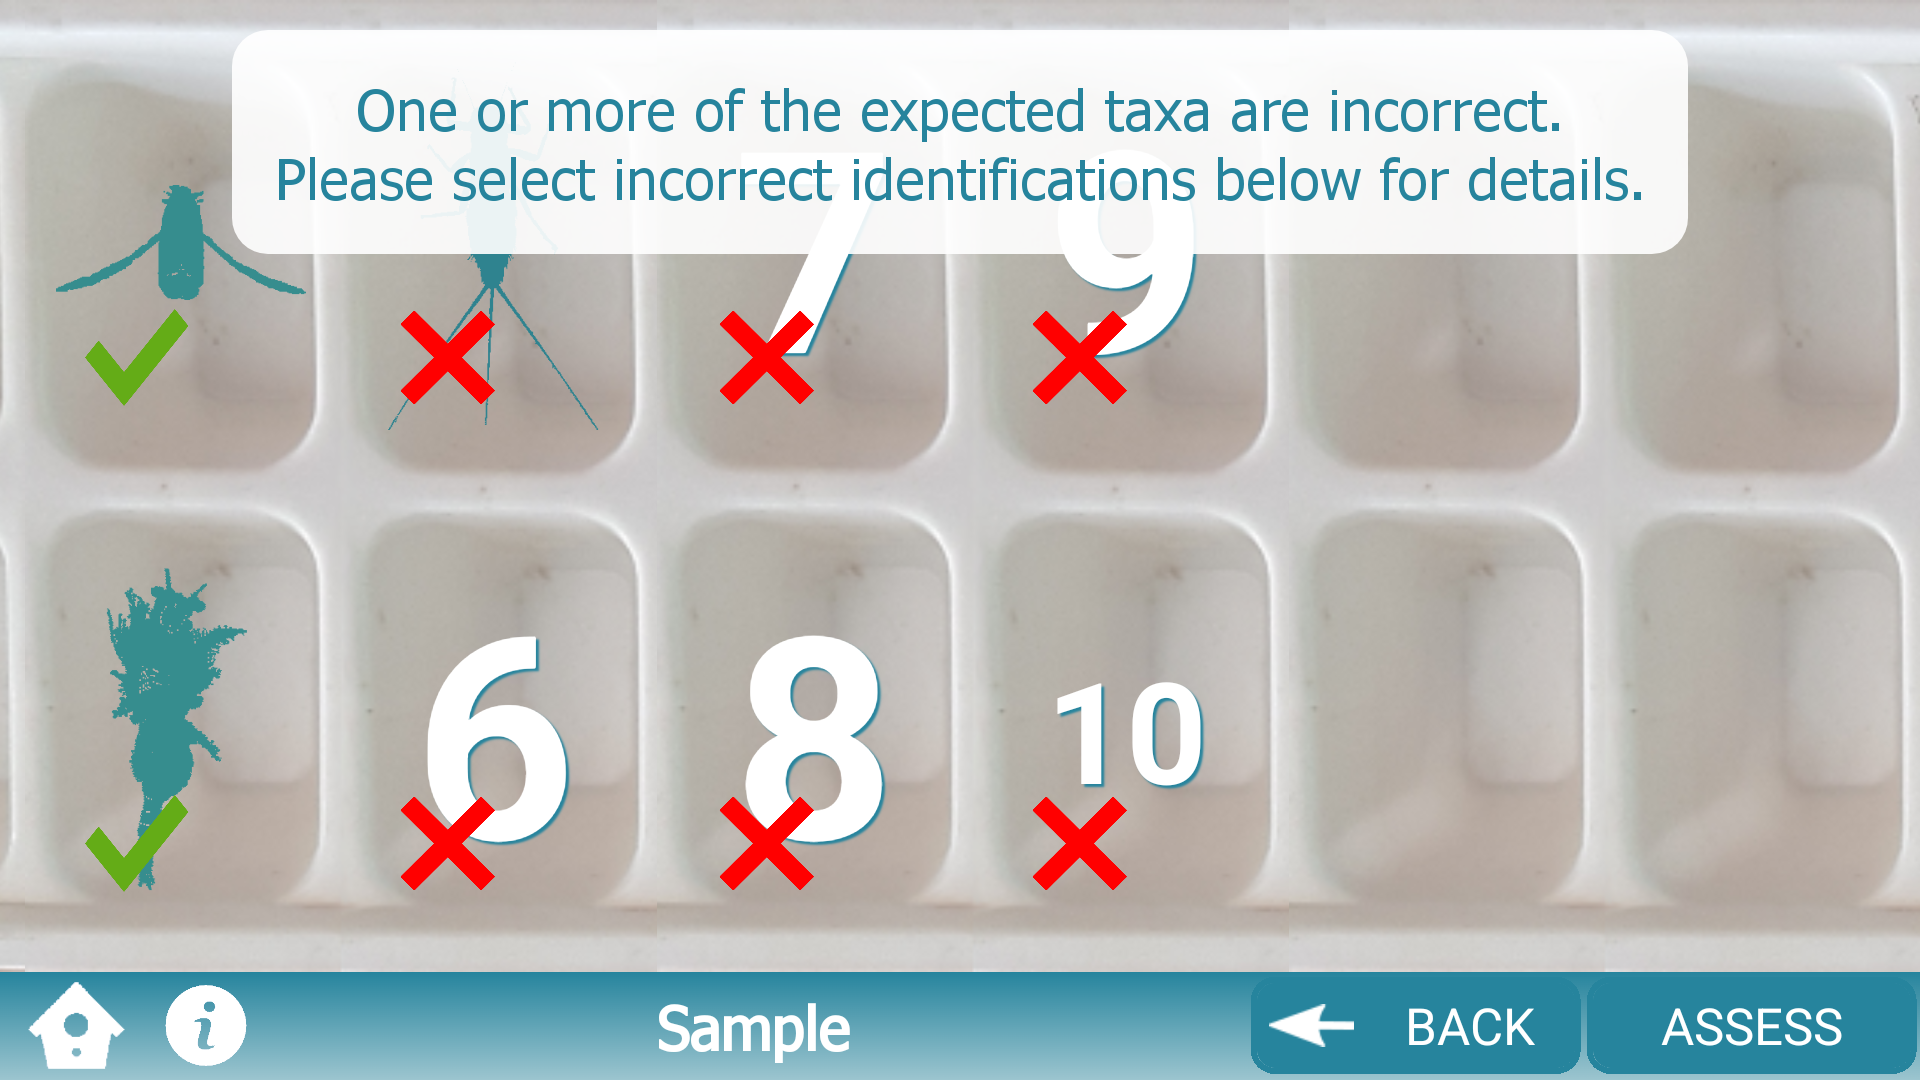 One or more of the expected taxa are incorrect.
Please select incorrect identifications below for details.
7
9
6
8
10
i
Sample
BACK
ASSESS